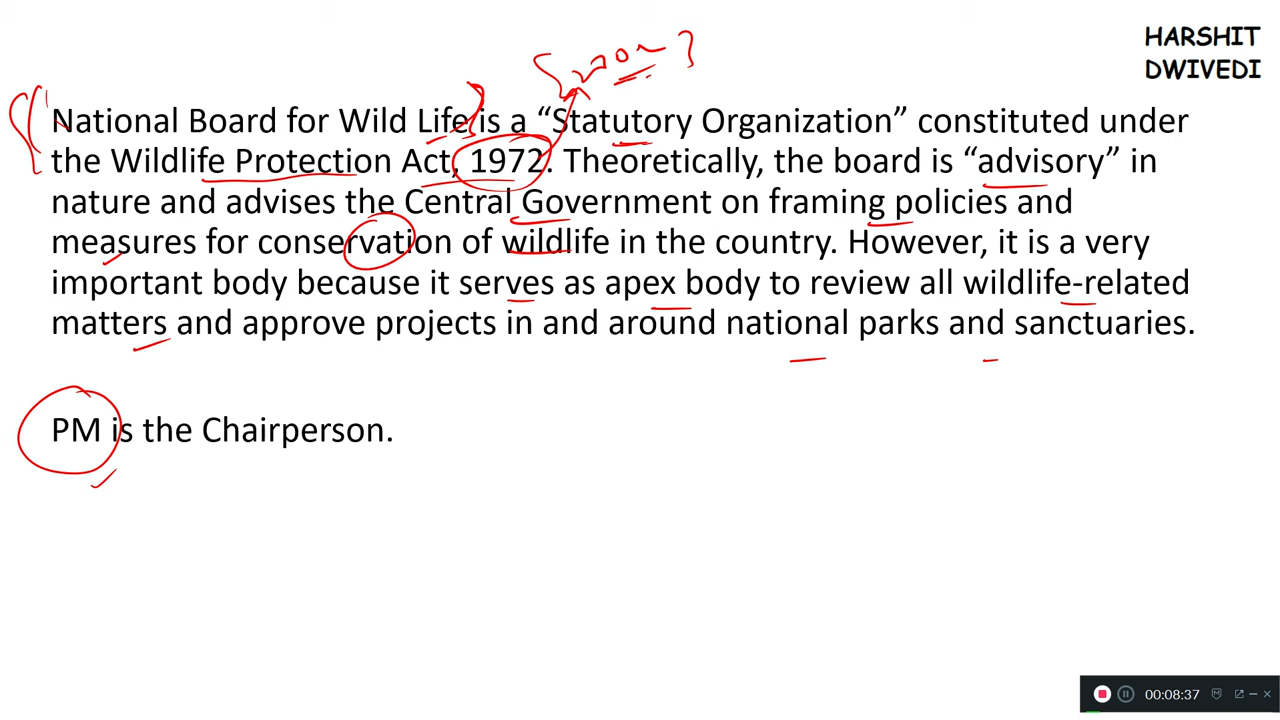 HARSHIT
DWIVEDI
National Board for Wild Life is a “Statutory Organization” constituted under
the Wildlife Protection Act, 1972. Theoretically, the board is “advisory” in
nature and advises the Central Government on framing policies and
measures for conservation of wildlife in the country. However, it is a very
important body because it serves as apex body to review all wildlife-related
matters and approve projects in and around national parks and sanctuaries.
PM is the Chairperson.
00:08:37